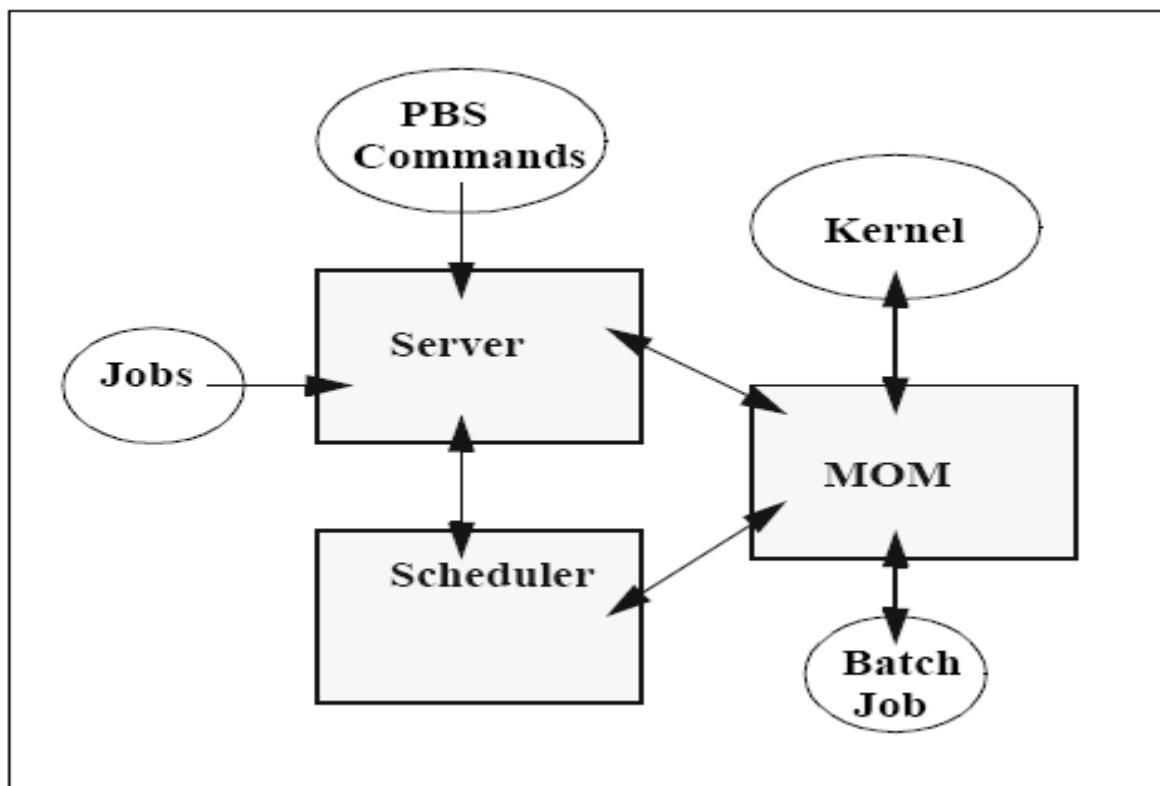 PBS
Commands
Kernel
Server
Jobs
MOM
Scheduler
Batch
Job